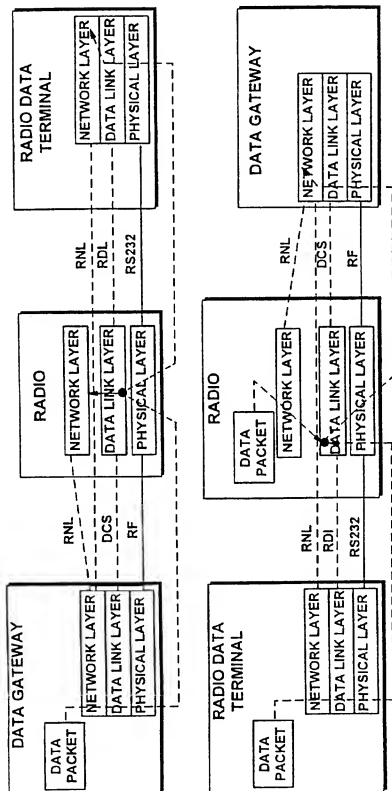 DATA GATEWAY
DATA
PACKET
NETWORK LAYER
DATA LINK LAYER
PHYSICAL LAYER
RNL
DCS
RF
RADIO
NETWORK LAYER
DATA LINK LAYER
PHYSICAL LAYER
RNL
RDL
RS232
RADIO DATA
TERMINAL
NETWORK LAYER
DATA LINK LAYER
PHYSICAL LAYER
RADIO DATA
TERMINAL
DATA
PACKET
NETWORK LAYER
DATA LINK LAYER
PHYSICAL LAYER
RNL
RDI
RS232
RADIO
DATA
PACKET
NETWORK LAYER
DATA LINK LAYER
PHYSICAL LAYER
RNL
DCS
RF
DATA GATEWAY
NETWORK LAYER
DATA LINK LAYER
PHYSICAL LAYER